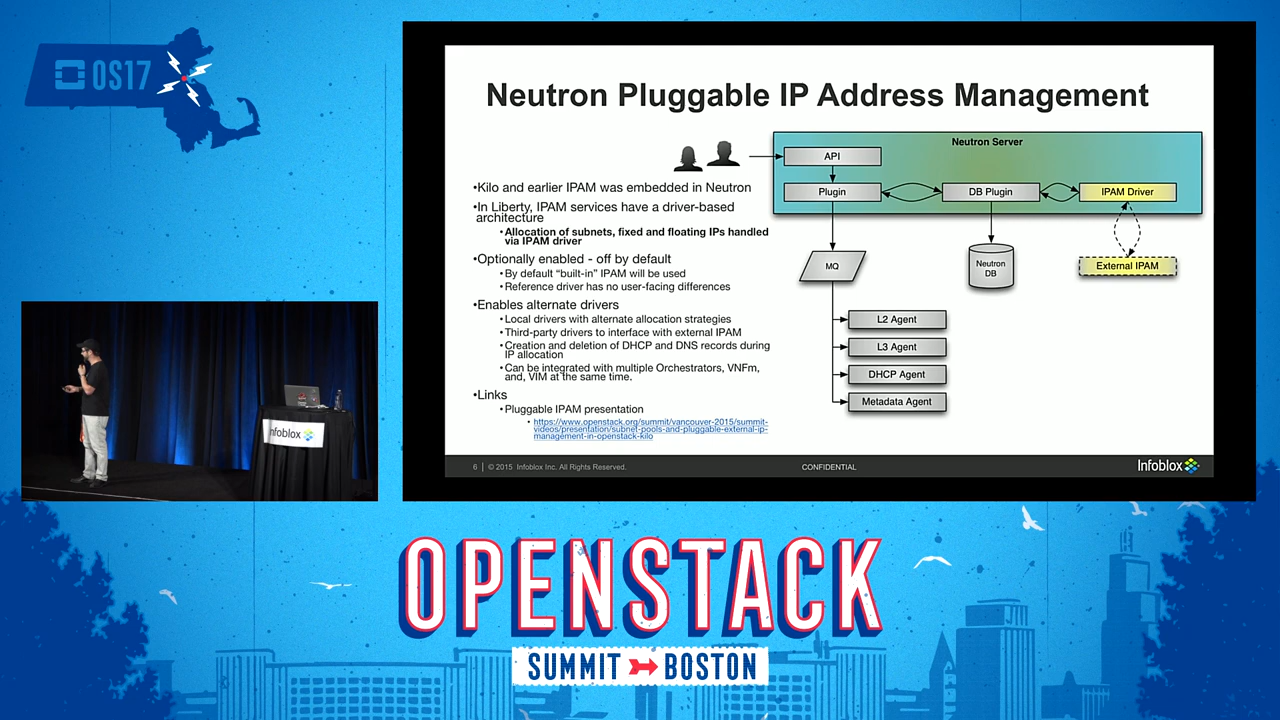 OS17
Neutron Pluggable IP Address Management
•Kilo and earlier IPAM was embedded in Neutron
•In Liberty, IPAM services have a driver-based
architecture
•Allocation of subnets, fixed and floating IPs handled
via IPAM driver
•Optionally enabled - off by default
•By default “built-in” IPAM will be used
•Reference driver has no user-facing differences
•Enables alternate drivers
•Local drivers with alternate allocation strategies
•Third-party drivers to interface with external IPAM
•Creation and deletion of DHCP and DNS records during
IP allocation
•Can be integrated with multiple Orchestrators, VNFm,
and, VIM at the same time.
•Links
•Pluggable IPAM presentation
•https://www.openstack.org/summit/vancouver-2015/summit-
videos/presentation/subnet-pools-and-pluggable-external-ip-
management-in-openstack-kilo
Neutron Server
API
Plugin
DB Plugin
IPAM Driver
MQ
Neutron
DB
External IPAM
L2 Agent
L3 Agent
DHCP Agent
Metadata Agent
6 | © 2015 Infoblox Inc. All Rights Reserved.
CONFIDENTIAL
Infoblox
Infoblox
OPENSTACK
SUMMIT BOSTON